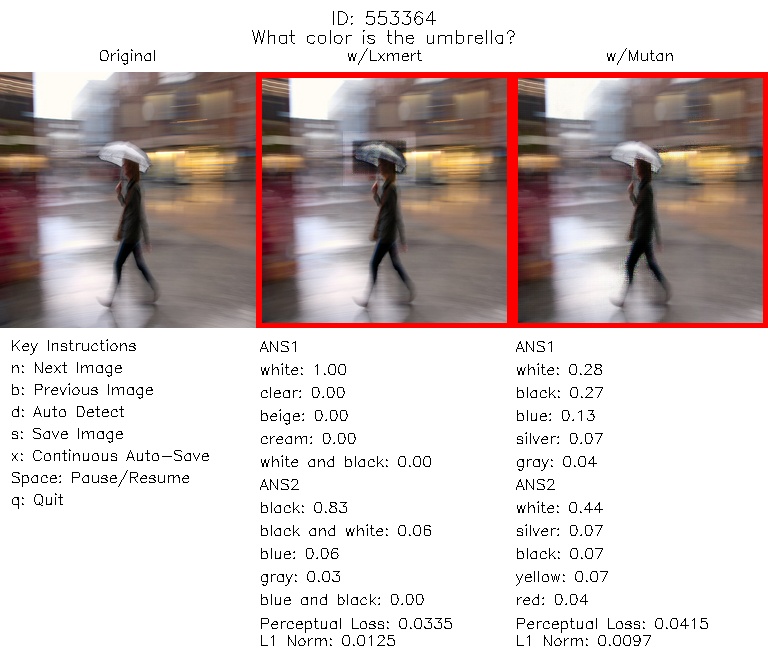 ID: 553364
What color is the umbrella?
Original
w/Lxmert
w/Mutan
Key Instructions
n: Next Image
b: Previous Image
d: Auto Detect
s: Save Image
x: Continuous Auto-Save
Space: Pause/Resume
q: Quit
ANS1
white: 1.00
clear: 0.00
beige: 0.00
cream: 0.00
white and black: 0.00
ANS2
black: 0.83
black and white: 0.06
blue: 0.06
gray: 0.03
blue and black: 0.00
Perceptual Loss: 0.0335
L1 Norm: 0.0125
ANS1
white: 0.28
black: 0.27
blue: 0.13
silver: 0.07
gray: 0.04
ANS2
white: 0.44
silver: 0.07
black: 0.07
yellow: 0.07
red: 0.04
Perceptual Loss: 0.0415
L1 Norm: 0.0097